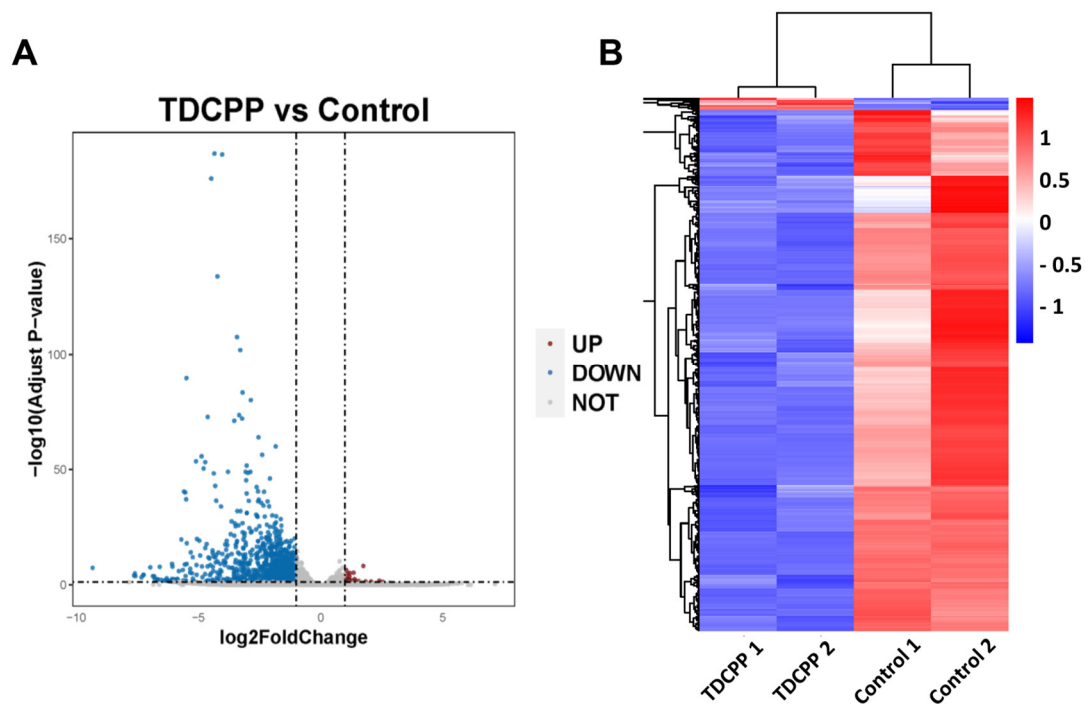 A
B
TDCPP vs Control
−log10(Adjust P−value)
150
100
50
0
−10
−5
0
5
log2FoldChange
UP
DOWN
NOT
1
0.5
0
- 0.5
- 1
TDCPP 1
TDCPP 2
Control 1
Control 2